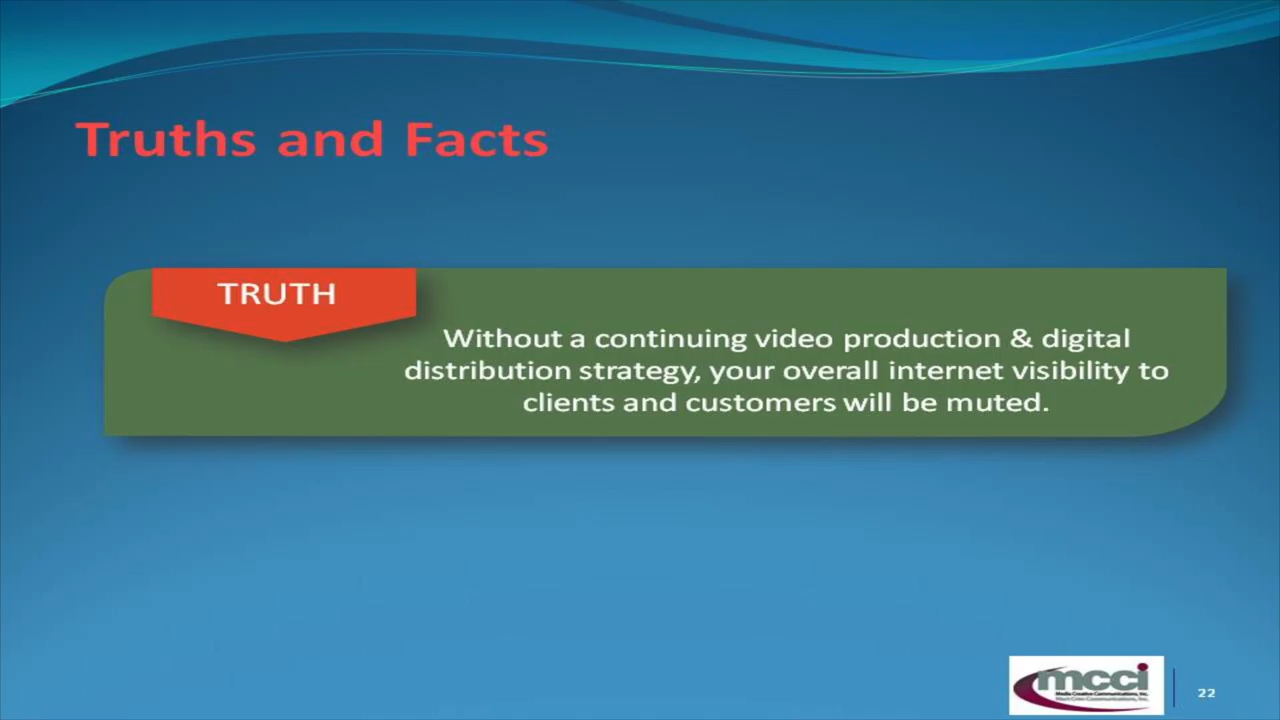 Truths and Facts
TRUTH
Without a continuing video production & digital
distribution strategy, your overall internet visibility to
clients and customers will be muted.
mcci
22